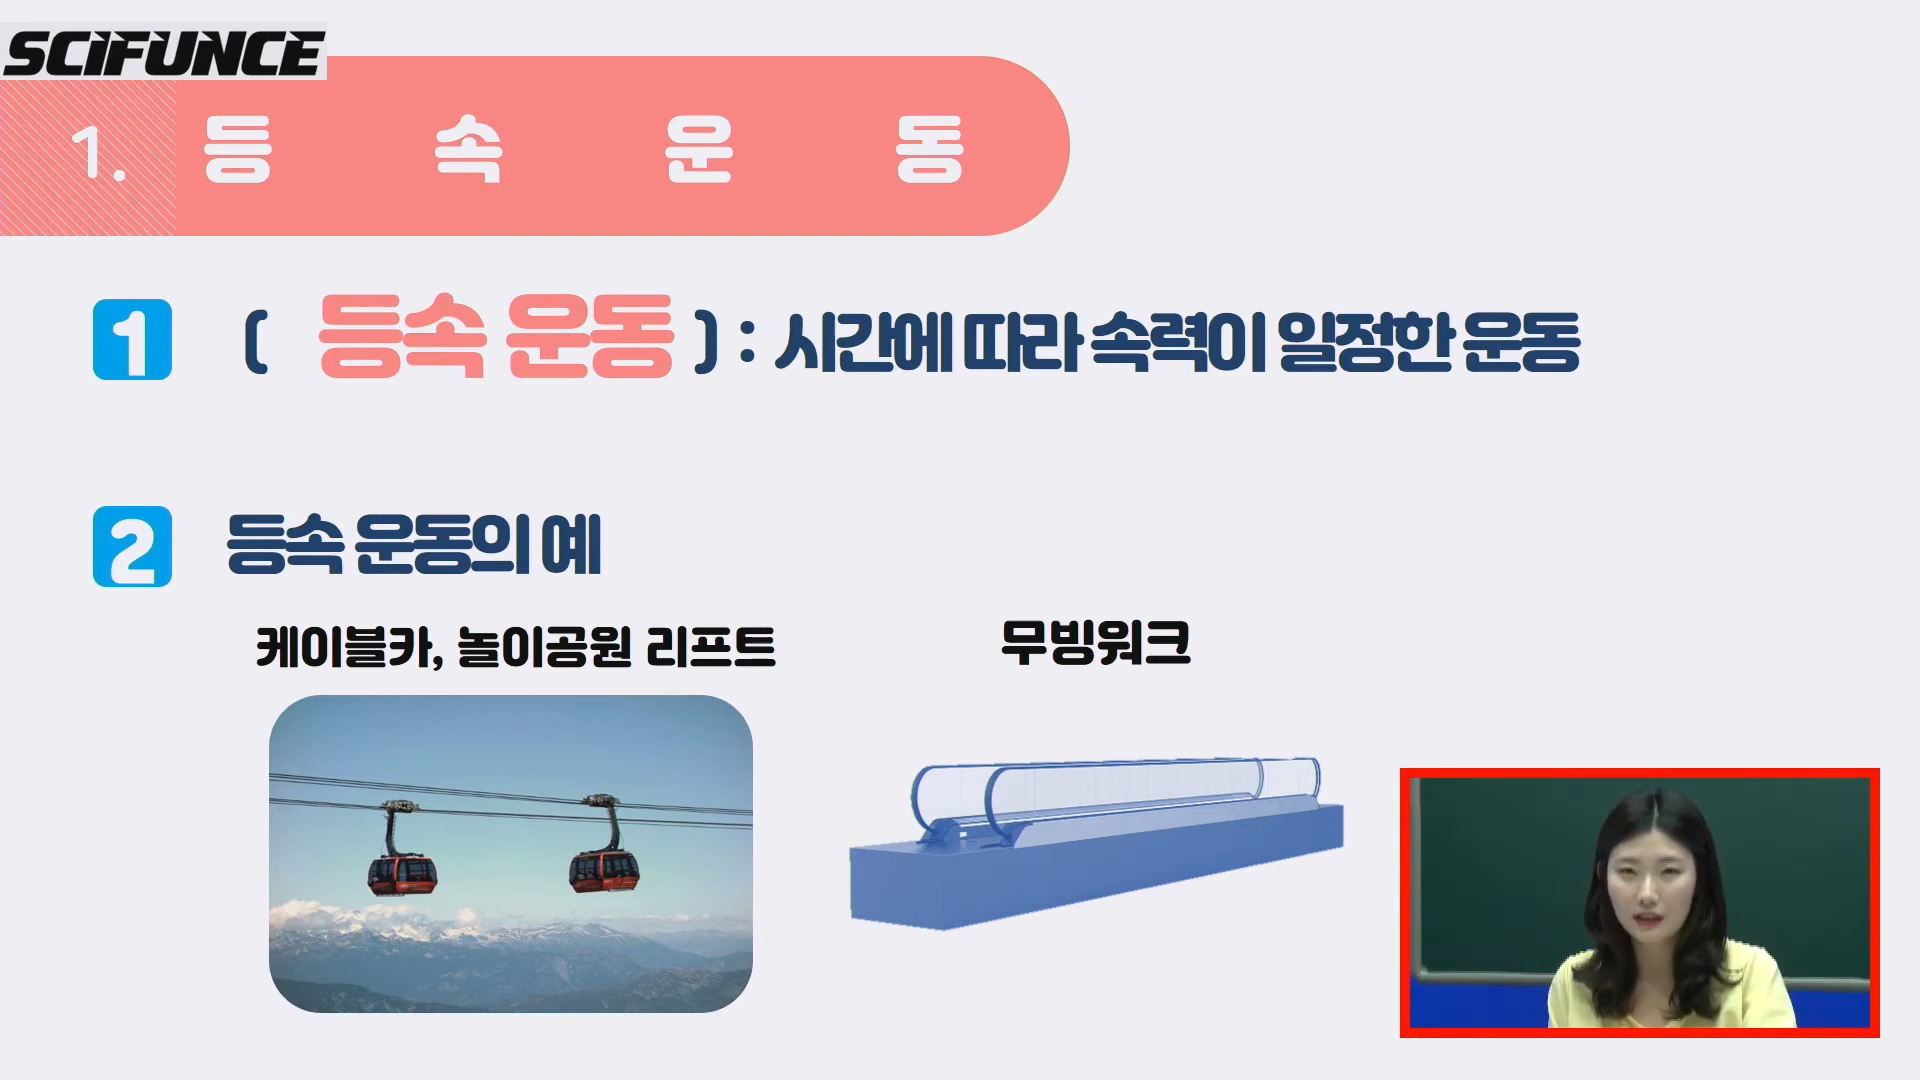 SCIFUNCE
1. 등 속 운 동
1 ( 등속 운동 ) : 시간에 따라 속력이 일정한 운동
2 등속 운동의 예
케이블카, 놀이공원 리프트
무빙워크